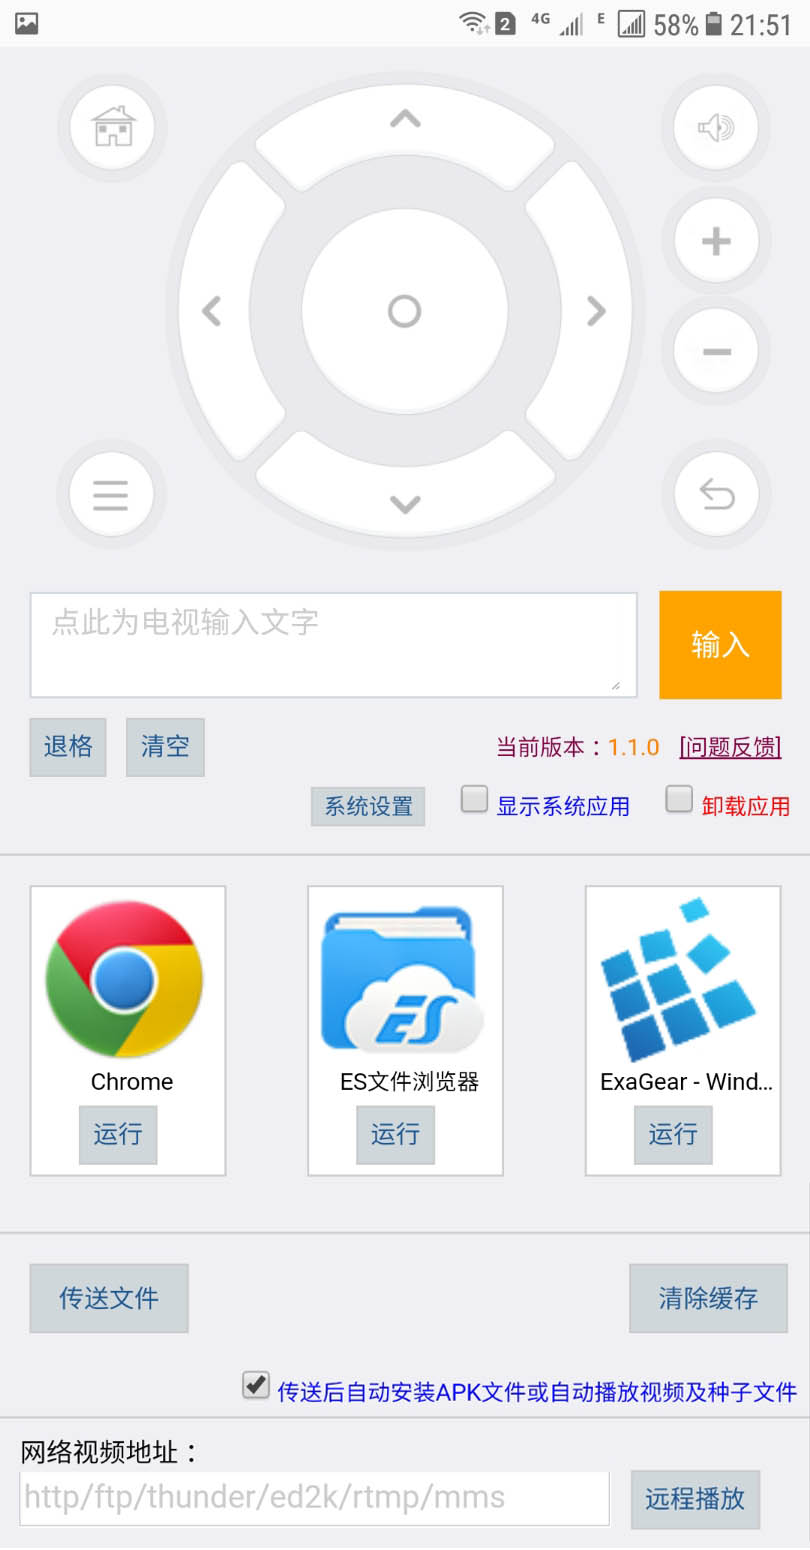 2 4G E 58% 21:51
点此为电视输入文字
输入
退格 清空 当前版本：1.1.0 [问题反馈]
系统设置 显示系统应用 卸载应用
Chrome ES文件浏览器 ExaGear - Wind...
运行 运行 运行
传送文件 清除缓存
传送后自动安装APK文件或自动播放视频及种子文件
网络视频地址：
http/ftp/thunder/ed2k/rtmp/mms 远程播放